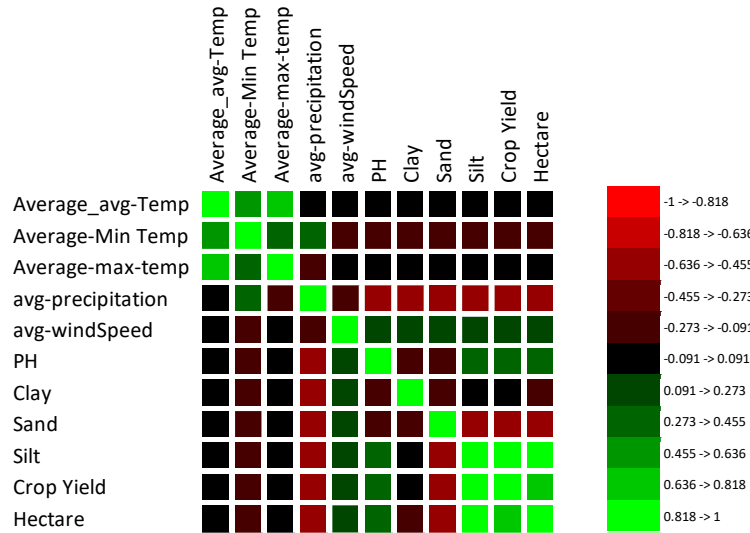 Average_avg-Temp
Average-Min Temp
Average-max-temp
avg-precipitation
avg-windSpeed
PH
Clay
Sand
Silt
Crop Yield
Hectare
Average_avg-Temp
Average-Min Temp
Average-max-temp
avg-precipitation
avg-windSpeed
PH
Clay
Sand
Silt
Crop Yield
Hectare
-1 -> -0.818
-0.818 -> -0.636
-0.636 -> -0.455
-0.455 -> -0.273
-0.273 -> -0.091
-0.091 -> 0.091
0.091 -> 0.273
0.273 -> 0.455
0.455 -> 0.636
0.636 -> 0.818
0.818 -> 1